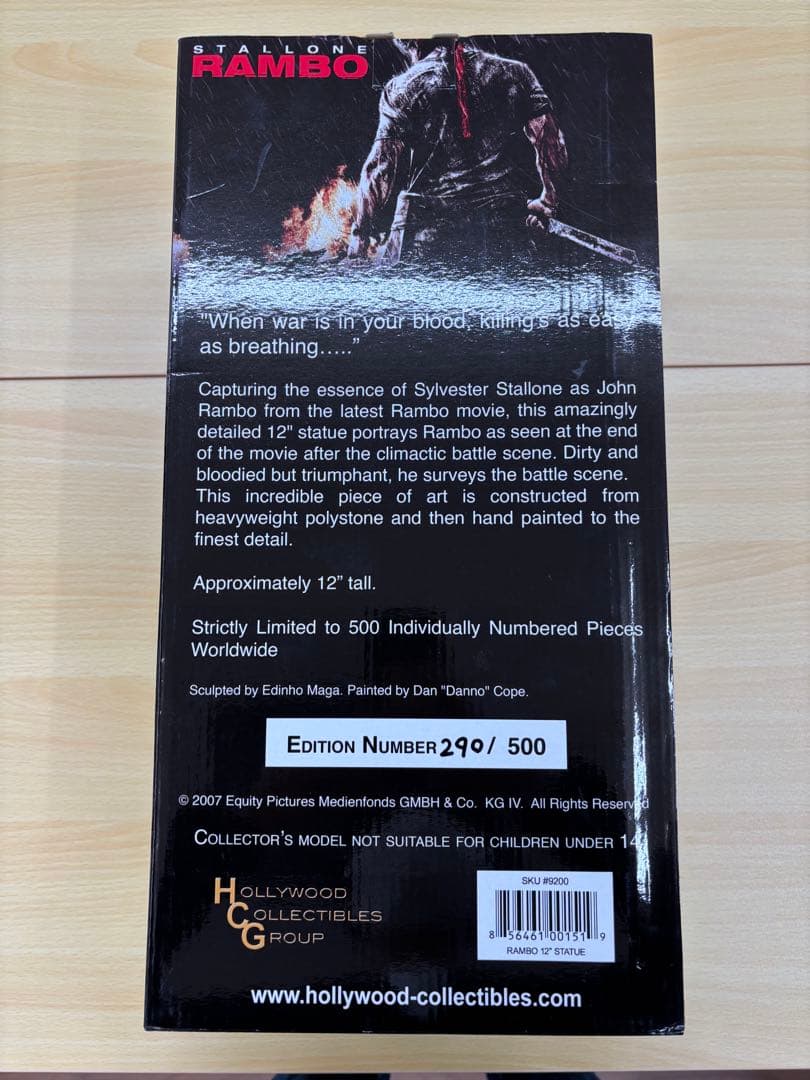 STALLONE
RAMBO
"When war is in your blood, killing's as easy
as breathing....."
Capturing the essence of Sylvester Stallone as John
Rambo from the latest Rambo movie, this amazingly
detailed 12" statue portrays Rambo as seen at the end
of the movie after the climactic battle scene. Dirty and
bloodied but triumphant, he surveys the battle scene.
This incredible piece of art is constructed from
heavyweight polystone and then hand painted to the
finest detail.
Approximately 12” tall.
Strictly Limited to 500 Individually Numbered Pieces
Worldwide
Sculpted by Edinho Maga. Painted by Dan "Danno" Cope.
EDITION NUMBER 290/ 500
© 2007 Equity Pictures Medienfonds GMBH & Co. KG IV. All Rights Reserved
COLLECTOR'S MODEL NOT SUITABLE FOR CHILDREN UNDER 14
HOLLYWOOD
COLLECTIBLES
GROUP
SKU #9200
8 56461 00151 9
RAMBO 12" STATUE
www.hollywood-collectibles.com